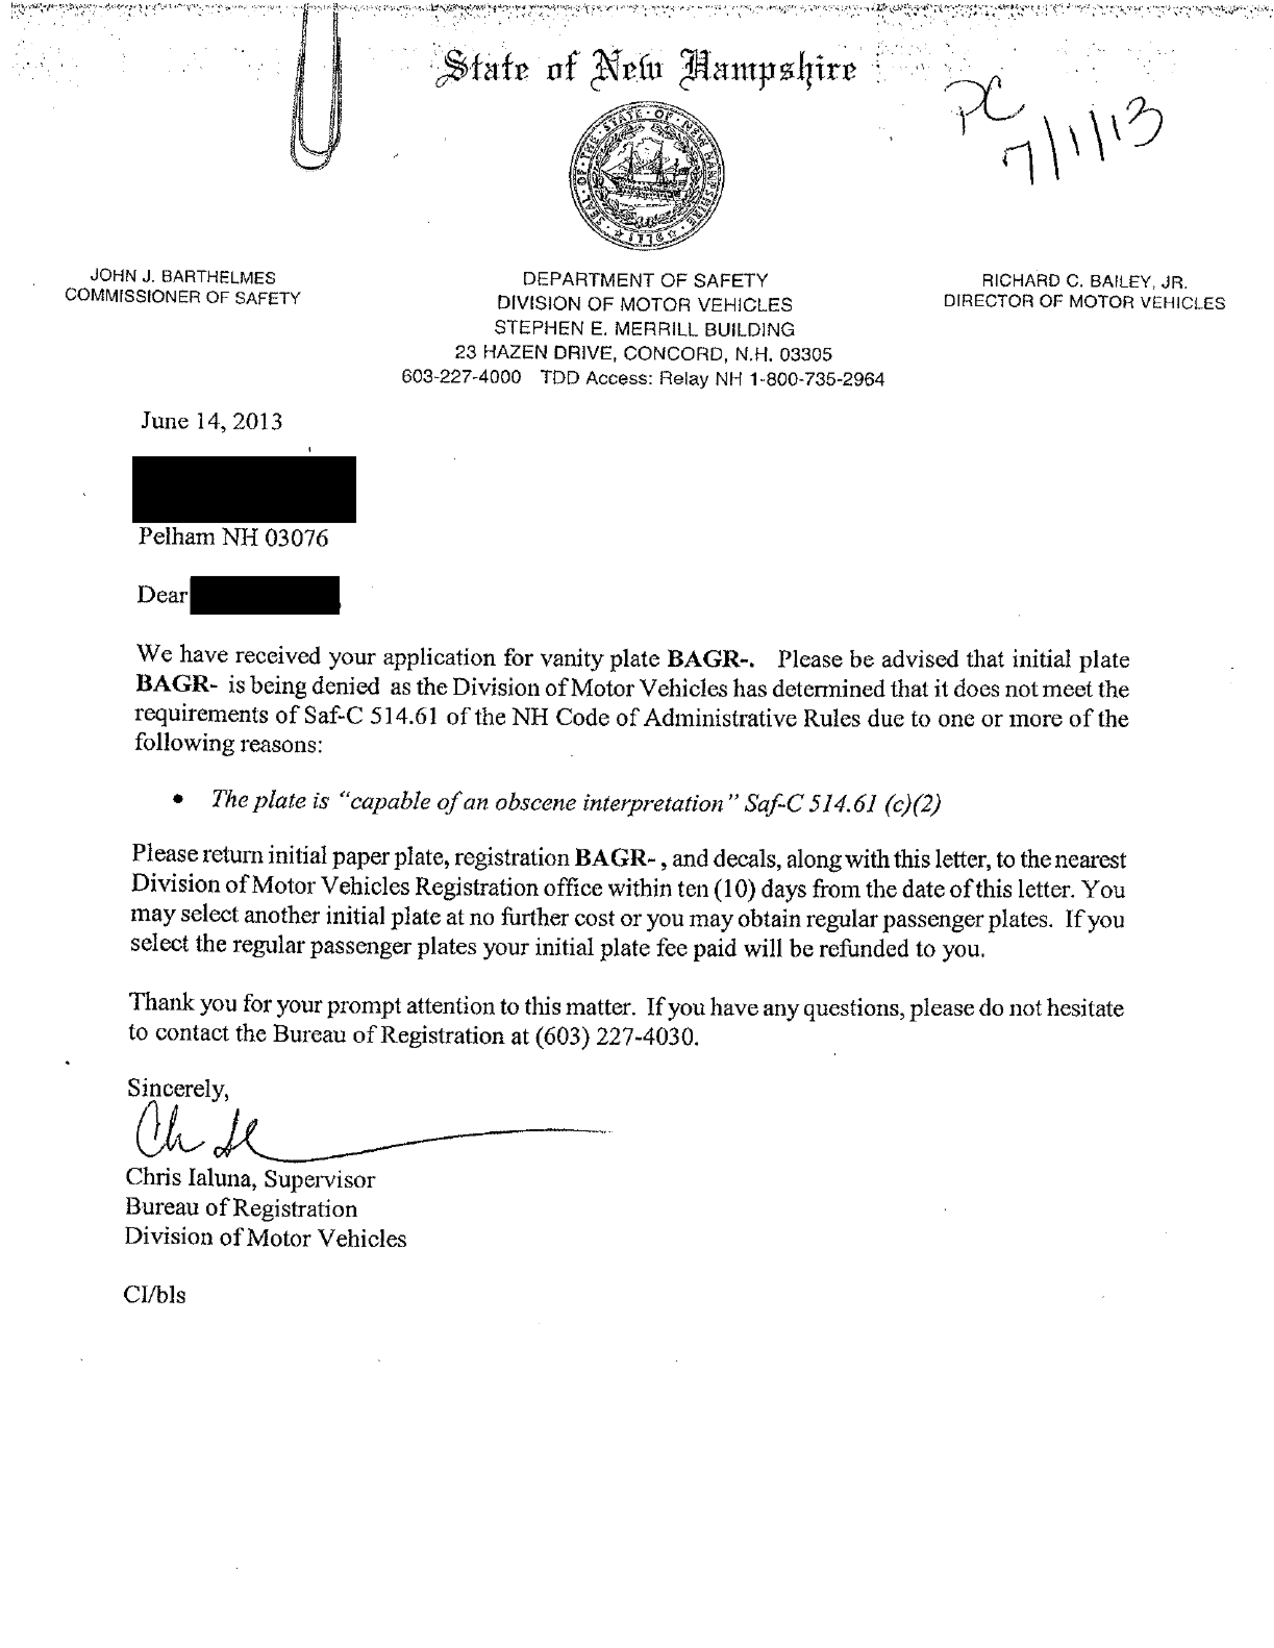 State of New Hampshire
PC
7/1/13
SEAL · OF · THE · STATE · OF · NEW HAMPSHIRE
1776
JOHN J. BARTHELMES
COMMISSIONER OF SAFETY
DEPARTMENT OF SAFETY
DIVISION OF MOTOR VEHICLES
STEPHEN E. MERRILL BUILDING
23 HAZEN DRIVE, CONCORD, N.H. 03305
603-227-4000 TDD Access: Relay NH 1-800-735-2964
RICHARD C. BAILEY, JR.
DIRECTOR OF MOTOR VEHICLES
June 14, 2013
Pelham NH 03076
Dear
We have received your application for vanity plate BAGR-. Please be advised that initial plate
BAGR- is being denied as the Division of Motor Vehicles has determined that it does not meet the
requirements of Saf-C 514.61 of the NH Code of Administrative Rules due to one or more of the
following reasons:
• The plate is “capable of an obscene interpretation” Saf-C 514.61 (c)(2)
Please return initial paper plate, registration BAGR- , and decals, along with this letter, to the nearest
Division of Motor Vehicles Registration office within ten (10) days from the date of this letter. You
may select another initial plate at no further cost or you may obtain regular passenger plates. If you
select the regular passenger plates your initial plate fee paid will be refunded to you.
Thank you for your prompt attention to this matter. If you have any questions, please do not hesitate
to contact the Bureau of Registration at (603) 227-4030.
Sincerely,
Chris Ialuna, Supervisor
Bureau of Registration
Division of Motor Vehicles
CI/bls